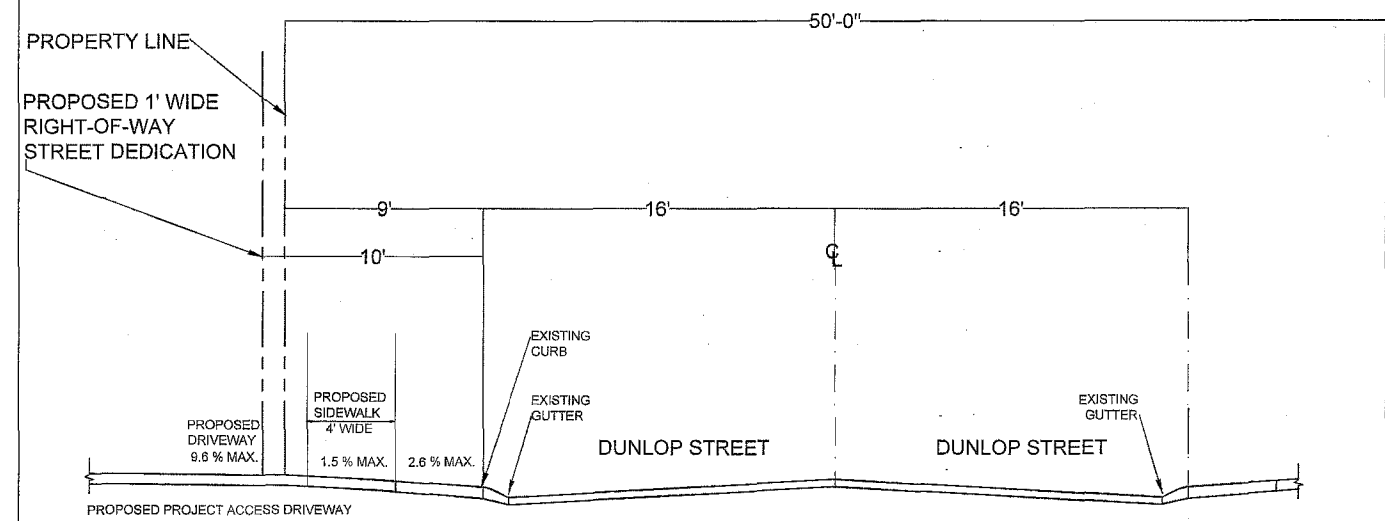 50'-0"
PROPERTY LINE
PROPOSED 1' WIDE
RIGHT-OF-WAY
STREET DEDICATION
9'
16'
16'
10'
CL
EXISTING
CURB
PROPOSED
SIDEWALK
4' WIDE
EXISTING
GUTTER
EXISTING
GUTTER
PROPOSED
DRIVEWAY
9.6 % MAX.
1.5 % MAX.
2.6 % MAX.
DUNLOP STREET
DUNLOP STREET
PROPOSED PROJECT ACCESS DRIVEWAY